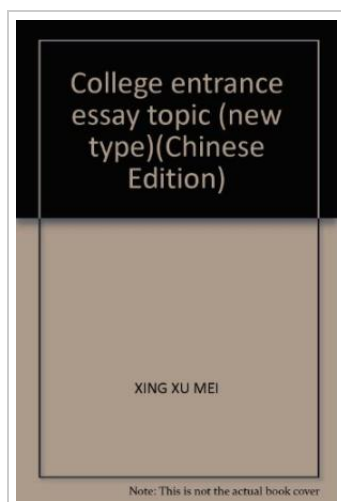 College entrance
essay topic (new
type)(Chinese
Edition)
XING XU MEI
Note: This is not the actual book cover